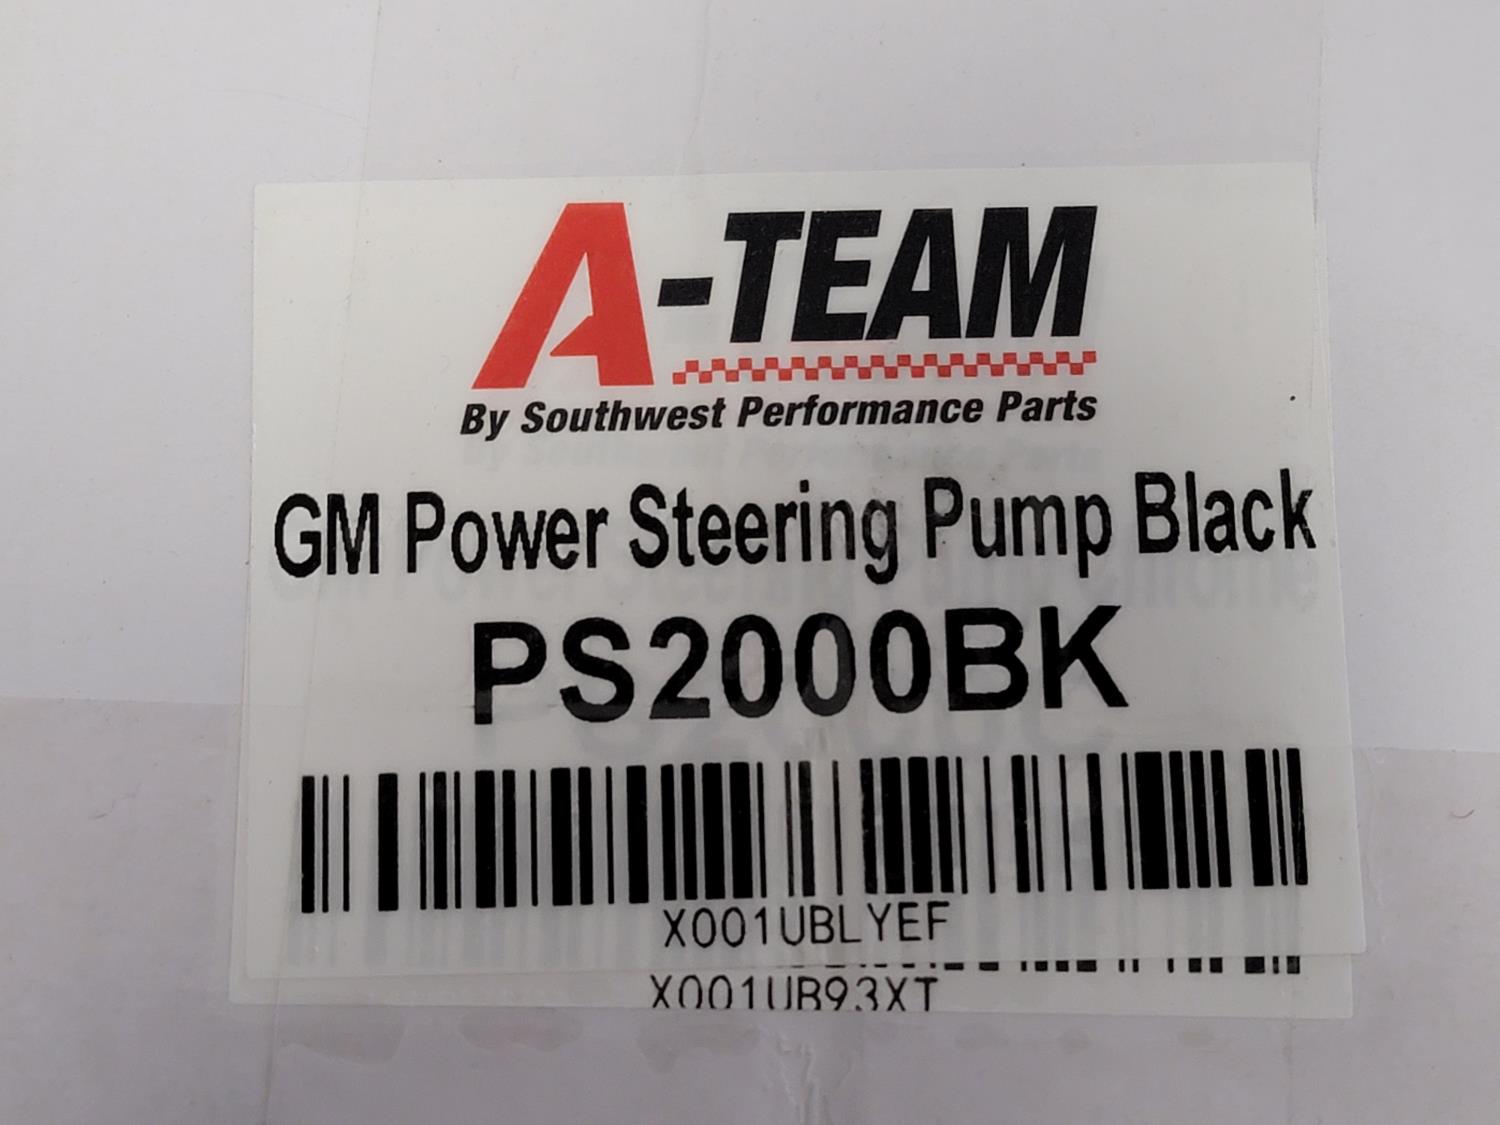 A-TEAM
By Southwest Performance Parts
GM Power Steering Pump Black
PS2000BK
X001UBLYEF
X001UB93XT